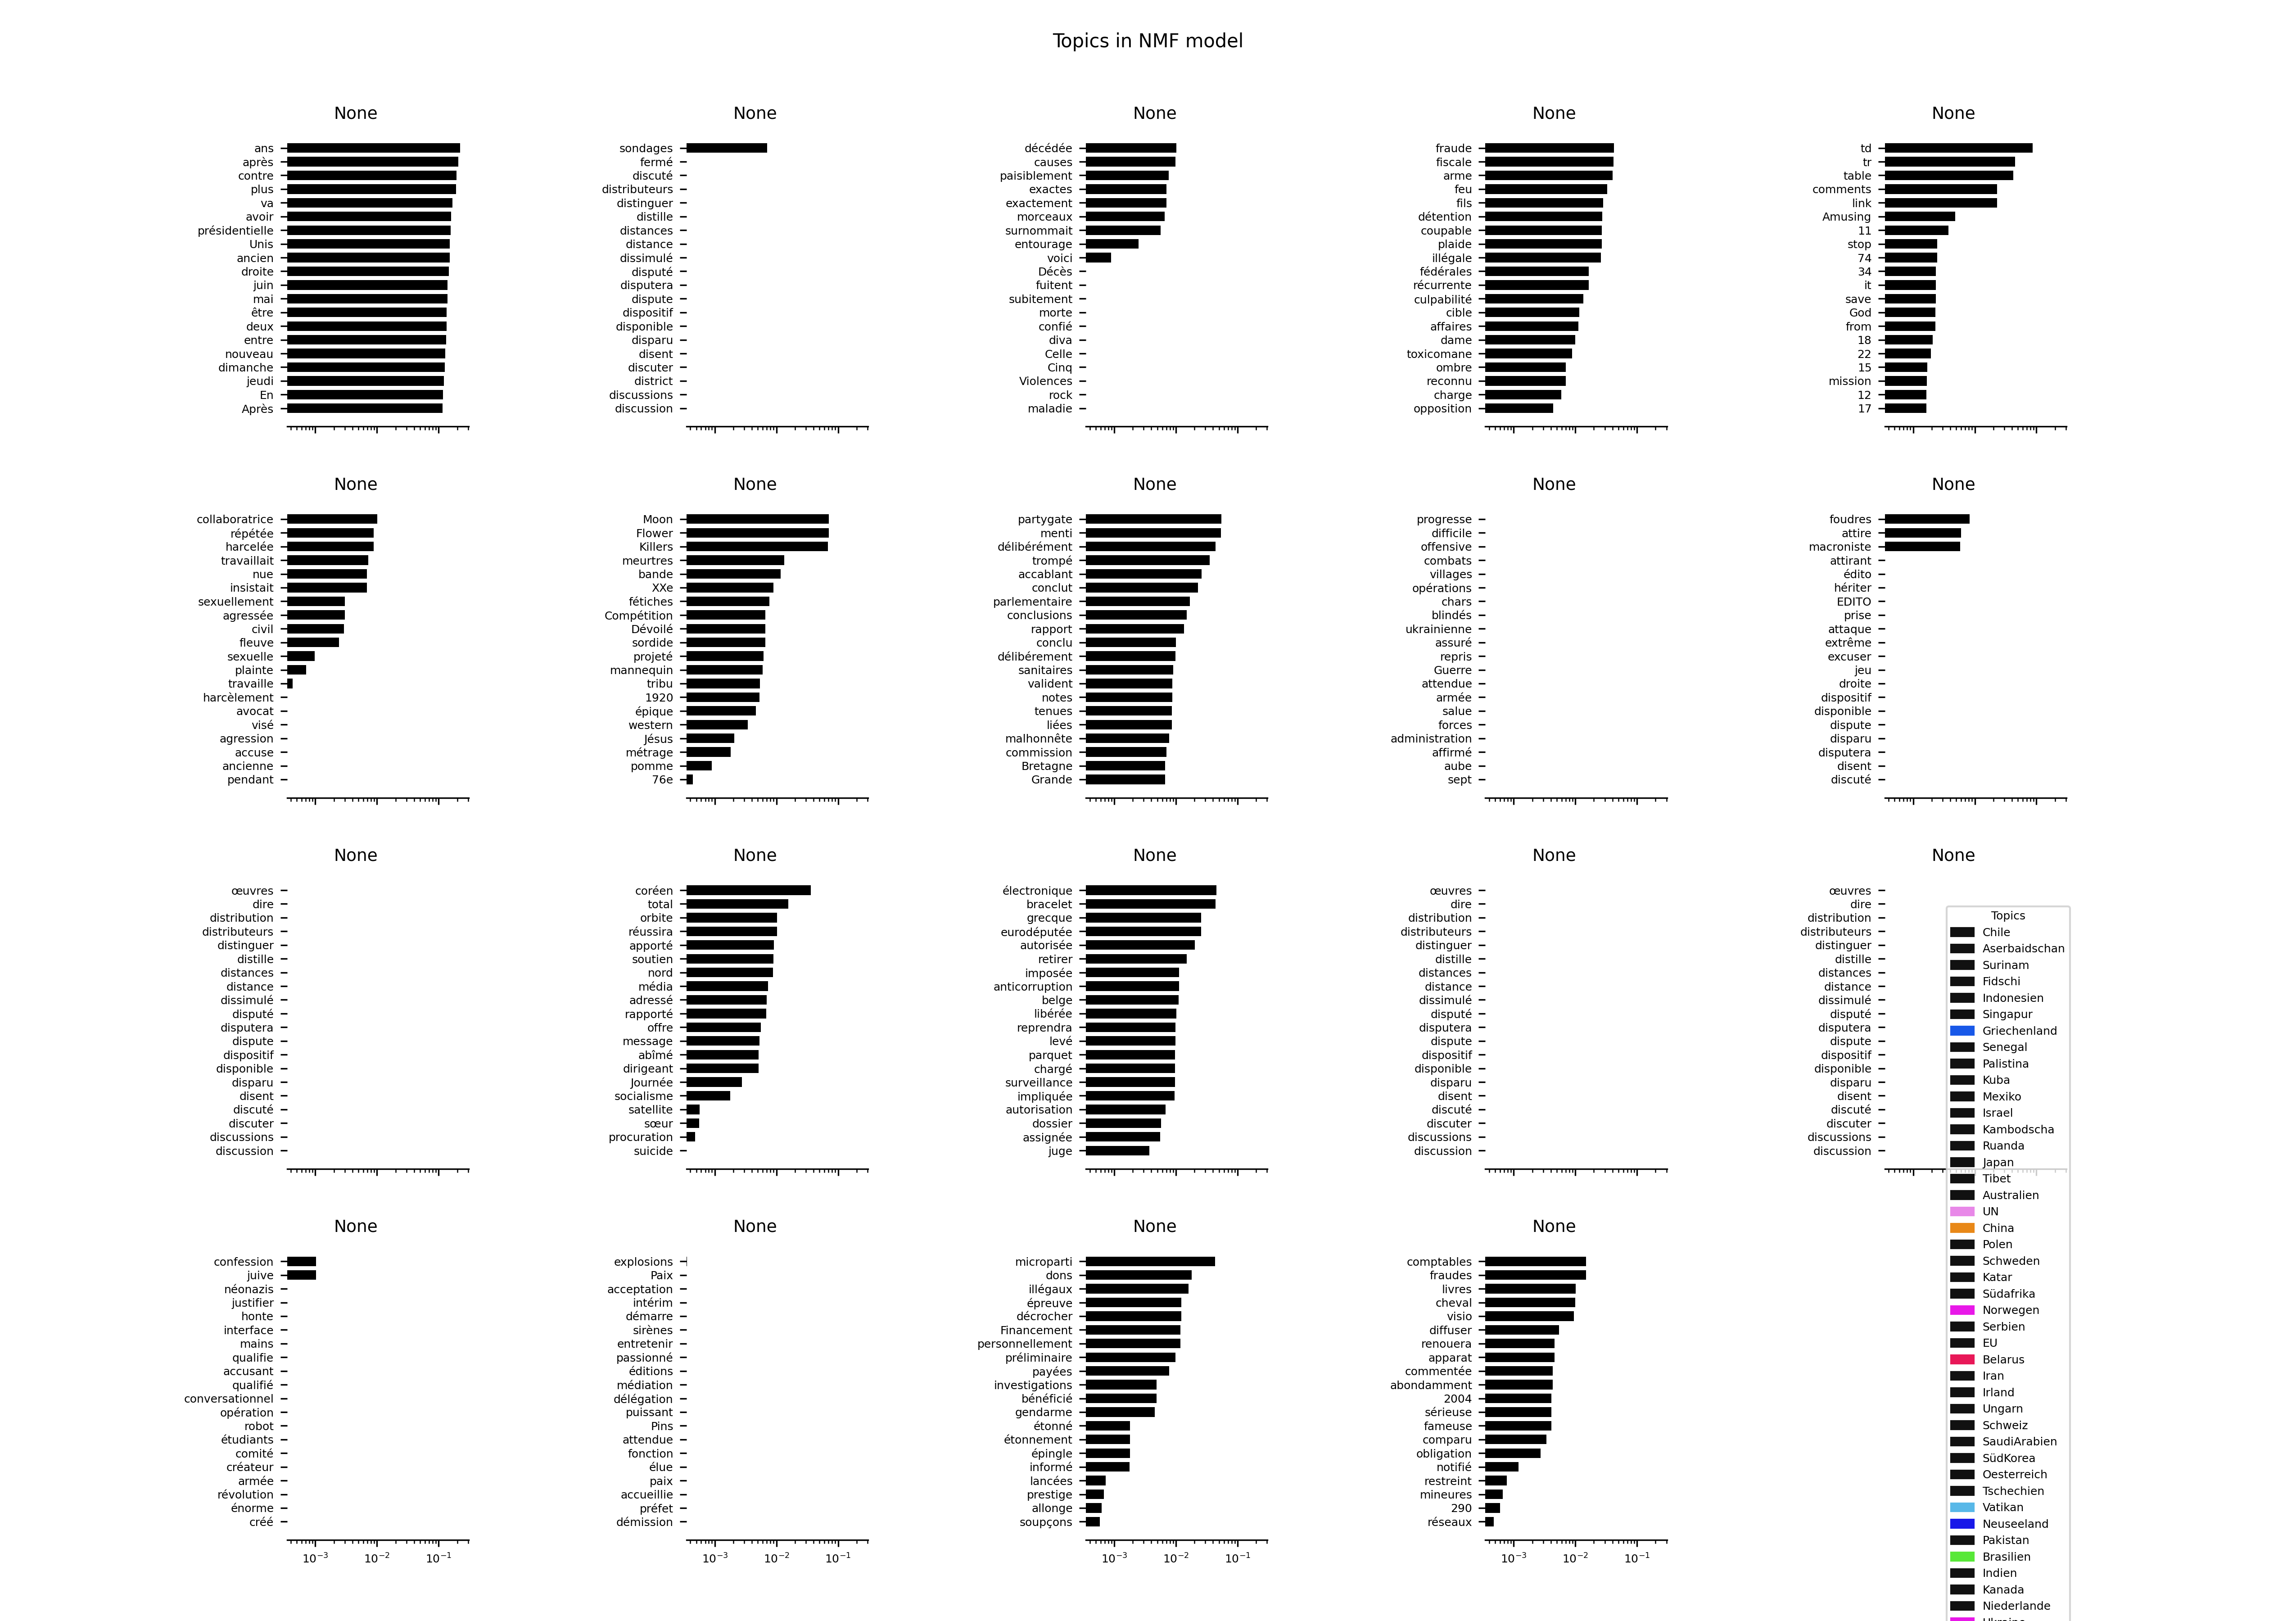 Topics in NMF model
None
ans
après
contre
plus
va
avoir
présidentielle
Unis
ancien
droite
juin
mai
être
deux
entre
nouveau
dimanche
jeudi
En
Après
None
sondages
fermé
discuté
distributeurs
distinguer
distille
distances
distance
dissimulé
disputé
disputera
dispute
dispositif
disponible
disparu
disent
discuter
district
discussions
discussion
None
décédée
causes
paisiblement
exactes
exactement
morceaux
surnommait
entourage
voici
Décès
fuitent
subitement
morte
confié
diva
Celle
Cinq
Violences
rock
maladie
None
fraude
fiscale
arme
feu
fils
détention
coupable
plaide
illégale
fédérales
récurrente
culpabilité
cible
affaires
dame
toxicomane
ombre
reconnu
charge
opposition
None
td
tr
table
comments
link
Amusing
11
stop
74
34
it
save
God
from
18
22
15
mission
12
17
None
collaboratrice
répétée
harcelée
travaillait
nue
insistait
sexuellement
agressée
civil
fleuve
sexuelle
plainte
travaille
harcèlement
avocat
visé
agression
accuse
ancienne
pendant
None
Moon
Flower
Killers
meurtres
bande
XXe
fétiches
Compétition
Dévoilé
sordide
projeté
mannequin
tribu
1920
épique
western
Jésus
métrage
pomme
76e
None
partygate
menti
délibérément
trompé
accablant
conclut
parlementaire
conclusions
rapport
conclu
délibérement
sanitaires
valident
notes
tenues
liées
malhonnête
commission
Bretagne
Grande
None
progresse
difficile
offensive
combats
villages
opérations
chars
blindés
ukrainienne
assuré
repris
Guerre
attendue
armée
salue
forces
administration
affirmé
aube
sept
None
foudres
attire
macroniste
attirant
édito
hériter
EDITO
prise
attaque
extrême
excuser
jeu
droite
dispositif
disponible
dispute
disparu
disputera
disent
discuté
None
œuvres
dire
distribution
distributeurs
distinguer
distille
distances
distance
dissimulé
disputé
disputera
dispute
dispositif
disponible
disparu
disent
discuté
discuter
discussions
discussion
None
coréen
total
orbite
réussira
apporté
soutien
nord
média
adressé
rapporté
offre
message
abîmé
dirigeant
Journée
socialisme
satellite
sœur
procuration
suicide
None
électronique
bracelet
grecque
eurodéputée
autorisée
retirer
imposée
anticorruption
belge
libérée
reprendra
levé
parquet
chargé
surveillance
impliquée
autorisation
dossier
assignée
juge
None
œuvres
dire
distribution
distributeurs
distinguer
distille
distances
distance
dissimulé
disputé
disputera
dispute
dispositif
disponible
disparu
disent
discuté
discuter
discussions
discussion
None
œuvres
dire
distribution
distributeurs
distinguer
distille
distances
distance
dissimulé
disputé
disputera
dispute
dispositif
disponible
disparu
disent
discuté
discuter
discussions
discussion
None
confession
juive
néonazis
justifier
honte
interface
mains
qualifie
accusant
qualifié
conversationnel
opération
robot
étudiants
comité
créateur
armée
révolution
énorme
créé
10⁻³ 10⁻² 10⁻¹
None
explosions
Paix
acceptation
intérim
démarre
sirènes
entretenir
passionné
éditions
médiation
délégation
puissant
Pins
attendue
fonction
élue
paix
accueillie
préfet
démission
10⁻³ 10⁻² 10⁻¹
None
microparti
dons
illégaux
épreuve
décrocher
Financement
personnellement
préliminaire
payées
investigations
bénéficié
gendarme
étonné
étonnement
épingle
informé
lancées
prestige
allonge
soupçons
10⁻³ 10⁻² 10⁻¹
None
comptables
fraudes
livres
cheval
visio
diffuser
renouera
apparat
commentée
abondamment
2004
sérieuse
fameuse
comparu
obligation
notifié
restreint
mineures
290
réseaux
10⁻³ 10⁻² 10⁻¹
Topics
Chile
Aserbaidschan
Surinam
Fidschi
Indonesien
Singapur
Griechenland
Senegal
Palistina
Kuba
Mexiko
Israel
Kambodscha
Ruanda
Japan
Tibet
Australien
UN
China
Polen
Schweden
Katar
Südafrika
Norwegen
Serbien
EU
Belarus
Iran
Irland
Ungarn
Schweiz
SaudiArabien
SüdKorea
Oesterreich
Tschechien
Vatikan
Neuseeland
Pakistan
Brasilien
Indien
Kanada
Niederlande